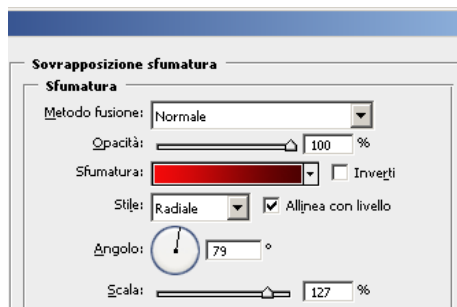 Sovrapposizione sfumatura
Sfumatura
Metodo fusione: Normale
Opacità: 100 %
Sfumatura: Inverti
Stile: Radiale Allinea con livello
Angolo: 79 °
Scala: 127 %